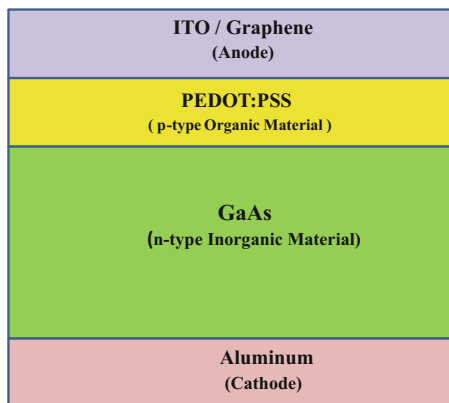 ITO / Graphene
(Anode)
PEDOT:PSS
( p-type Organic Material )
GaAs
(n-type Inorganic Material)
Aluminum
(Cathode)